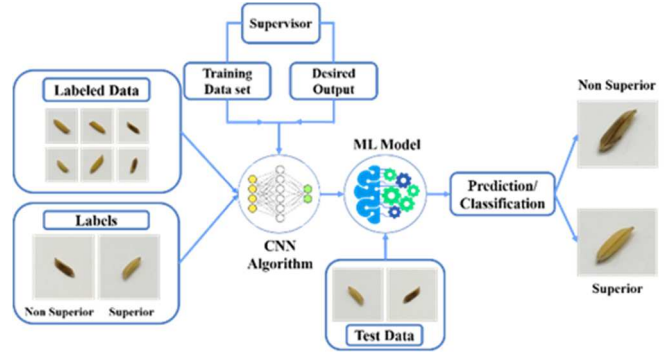 Supervisor
Training
Data set
Desired
Output
Labeled Data
Labels
Non Superior
Superior
CNN
Algorithm
ML Model
Test Data
Prediction/
Classification
Non Superior
Superior